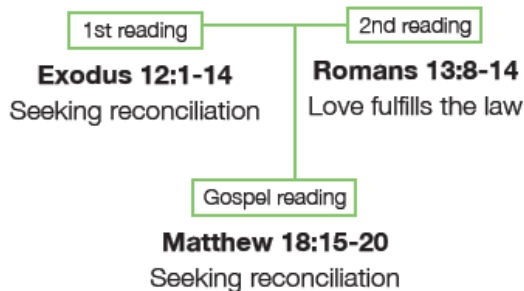 1st reading
Exodus 12:1-14
Seeking reconciliation
2nd reading
Romans 13:8-14
Love fulfills the law
Gospel reading
Matthew 18:15-20
Seeking reconciliation